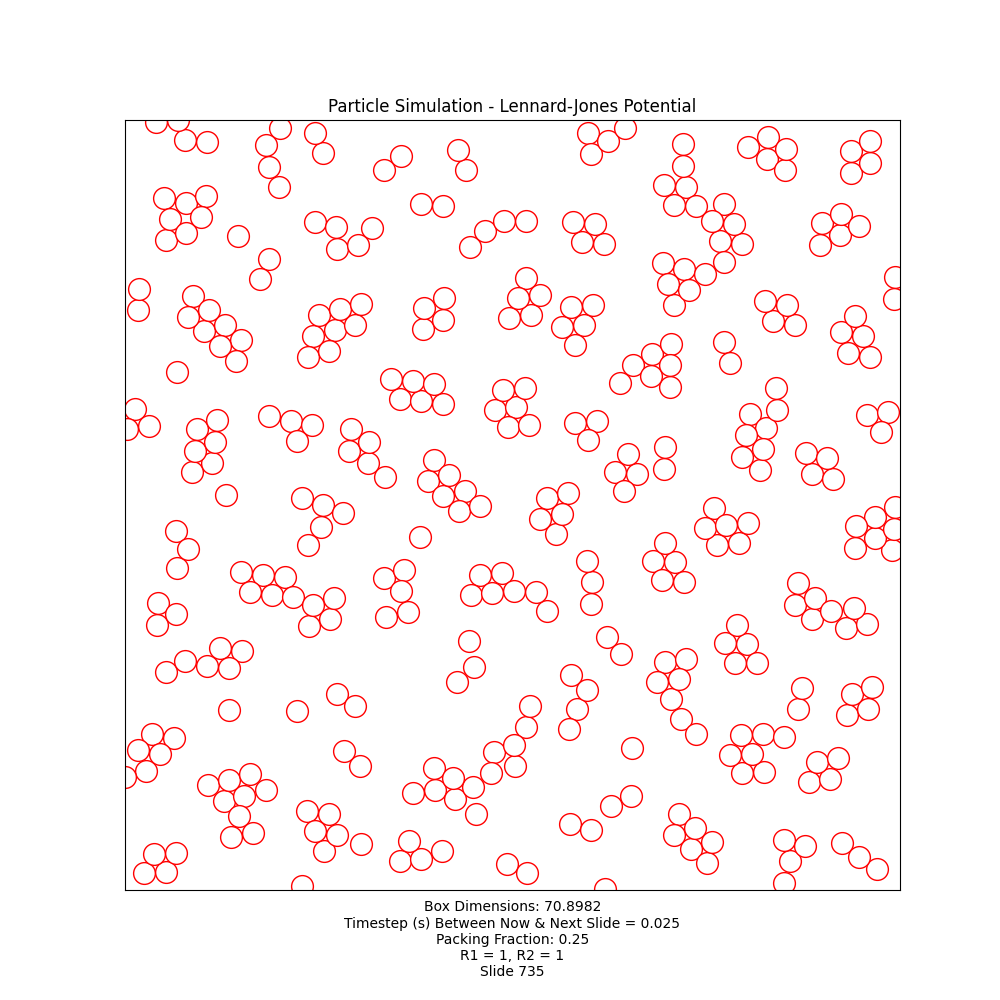 Particle Simulation - Lennard-Jones Potential
Box Dimensions: 70.8982
Timestep (s) Between Now & Next Slide = 0.025
Packing Fraction: 0.25
R1 = 1, R2 = 1
Slide 735